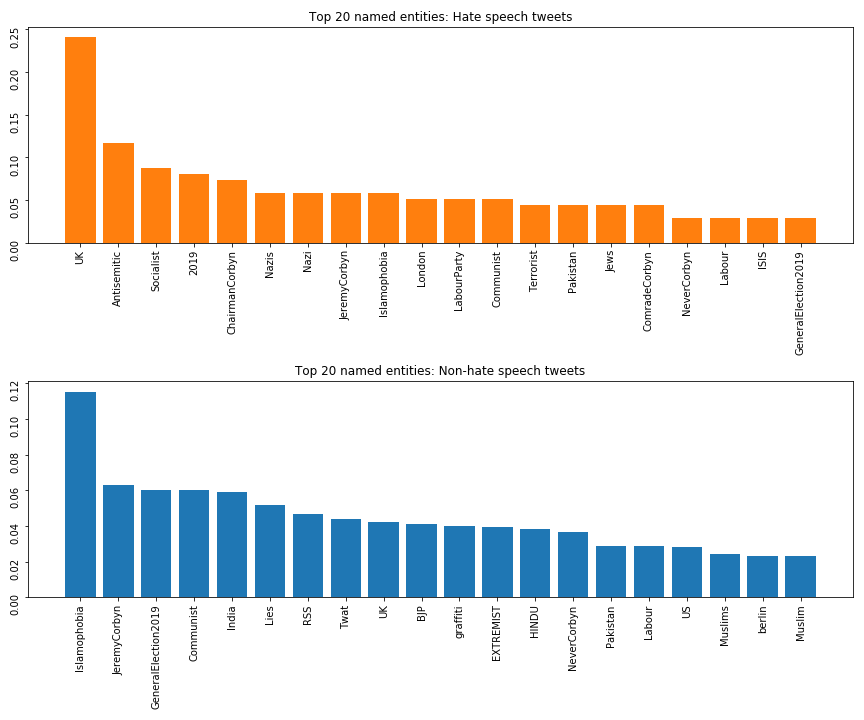 Top 20 named entities: Hate speech tweets
0.25
0.20
0.15
0.10
0.05
0.00
UK
Antisemitic
Socialist
2019
ChairmanCorbyn
Nazis
Nazi
JeremyCorbyn
Islamophobia
London
LabourParty
Communist
Terrorist
Pakistan
Jews
ComradeCorbyn
NeverCorbyn
Labour
ISIS
GeneralElection2019
Top 20 named entities: Non-hate speech tweets
0.12
0.10
0.08
0.06
0.04
0.02
0.00
Islamophobia
JeremyCorbyn
GeneralElection2019
Communist
India
Lies
RSS
Twat
UK
BJP
graffiti
EXTREMIST
HINDU
NeverCorbyn
Pakistan
Labour
US
Muslims
berlin
Muslim